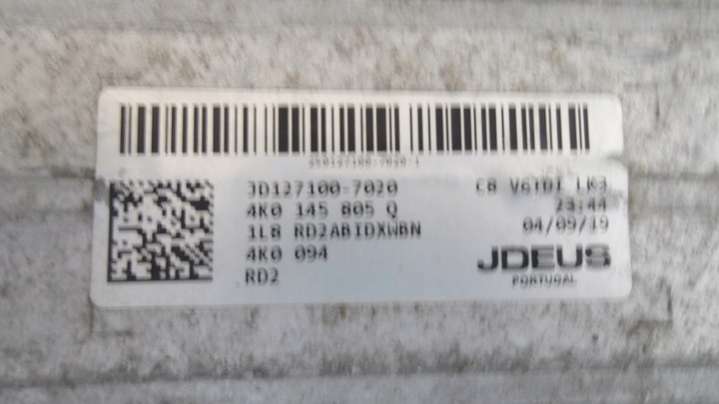 3D127100-7020
4K0 145 805 Q
1LB RD2ABIDXWBN
4K0 094
RD2
C8 V6TDI LK3
23:44
04/09/19
JDEUS
PORTUGAL